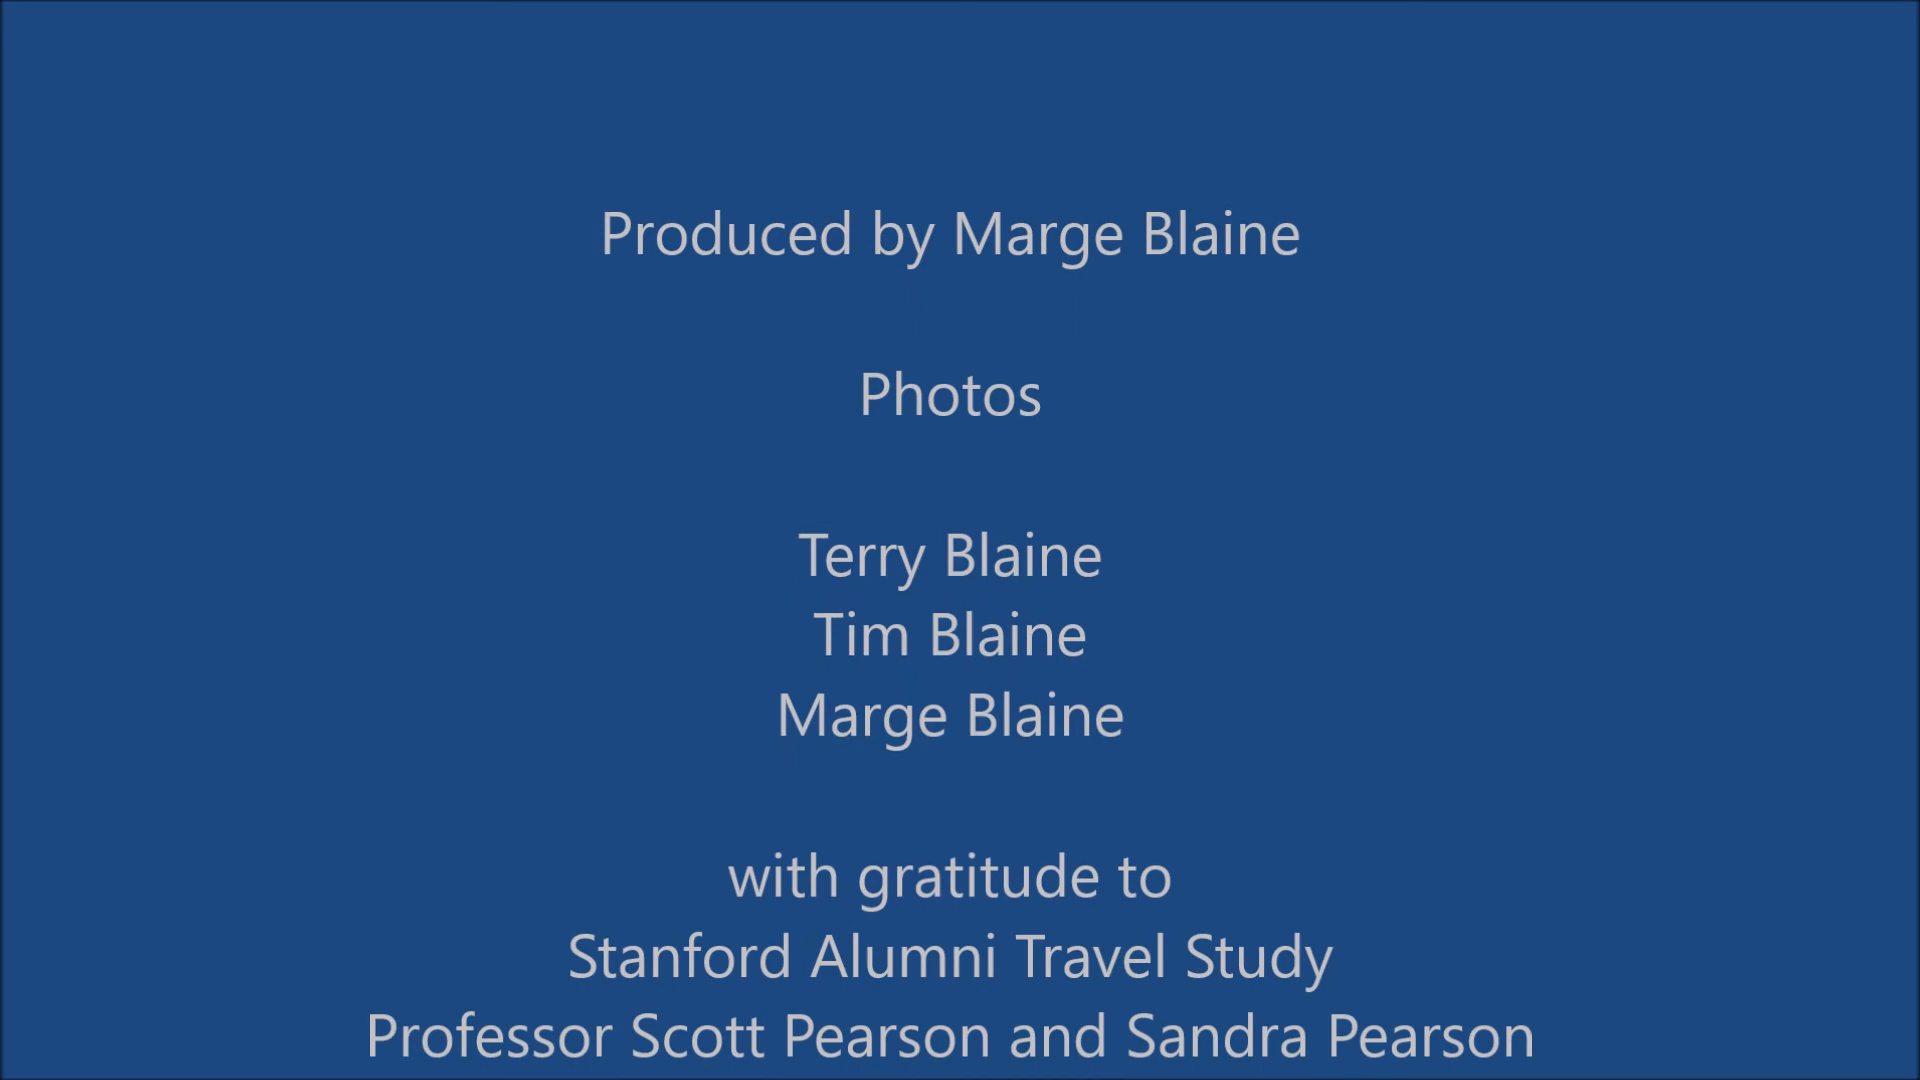 Produced by Marge Blaine
Photos
Terry Blaine
Tim Blaine
Marge Blaine
with gratitude to
Stanford Alumni Travel Study
Professor Scott Pearson and Sandra Pearson